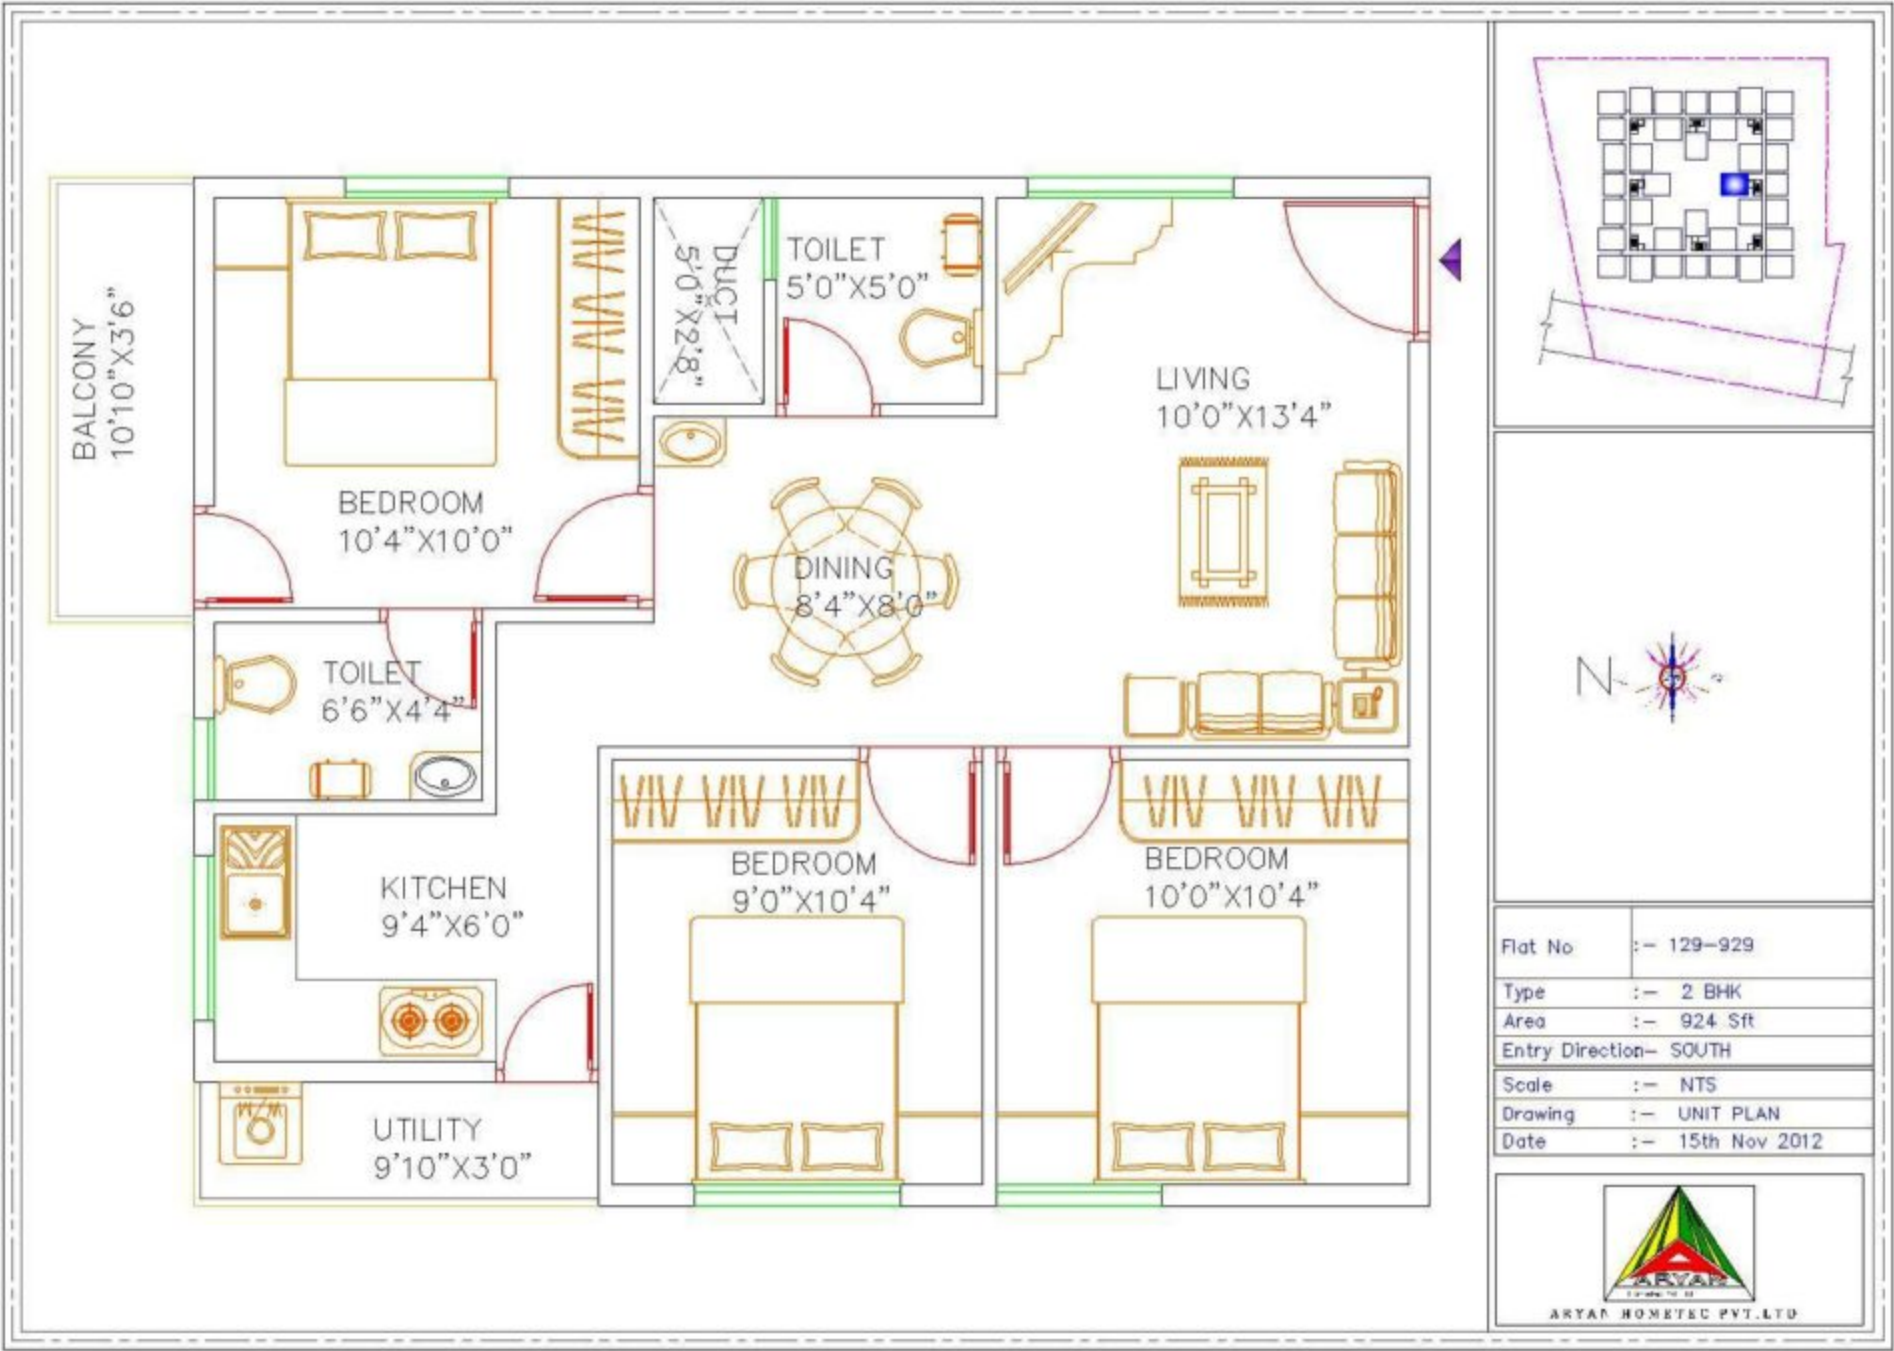 BALCONY
10'10"X3'6"
BEDROOM
10'4"X10'0"
DUCT
5'0"X2'8"
TOILET
5'0"X5'0"
LIVING
10'0"X13'4"
DINING
8'4"X8'0"
TOILET
6'6"X4'4"
KITCHEN
9'4"X6'0"
BEDROOM
9'0"X10'4"
BEDROOM
10'0"X10'4"
UTILITY
9'10"X3'0"
N
Flat No :- 129-929
Type :- 2 BHK
Area :- 924 Sft
Entry Direction- SOUTH
Scale :- NTS
Drawing :- UNIT PLAN
Date :- 15th Nov 2012
ARYAN
ARYAN HOMETEC PVT.LTD